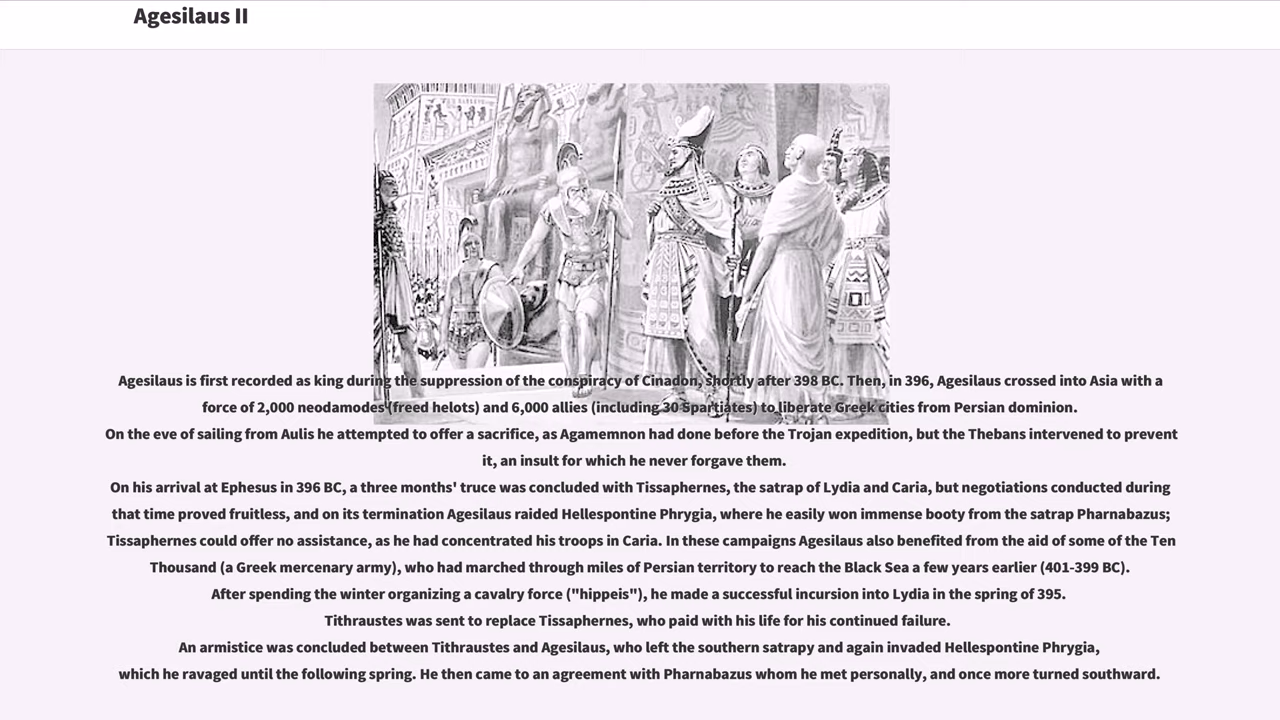 Agesilaus II
Agesilaus is first recorded as king during the suppression of the conspiracy of Cinadon, shortly after 398 BC. Then, in 396, Agesilaus crossed into Asia with a
force of 2,000 neodamodes (freed helots) and 6,000 allies (including 30 Spartiates) to liberate Greek cities from Persian dominion.
On the eve of sailing from Aulis he attempted to offer a sacrifice, as Agamemnon had done before the Trojan expedition, but the Thebans intervened to prevent
it, an insult for which he never forgave them.
On his arrival at Ephesus in 396 BC, a three months' truce was concluded with Tissaphernes, the satrap of Lydia and Caria, but negotiations conducted during
that time proved fruitless, and on its termination Agesilaus raided Hellespontine Phrygia, where he easily won immense booty from the satrap Pharnabazus;
Tissaphernes could offer no assistance, as he had concentrated his troops in Caria. In these campaigns Agesilaus also benefited from the aid of some of the Ten
Thousand (a Greek mercenary army), who had marched through miles of Persian territory to reach the Black Sea a few years earlier (401-399 BC).
After spending the winter organizing a cavalry force ("hippeis"), he made a successful incursion into Lydia in the spring of 395.
Tithraustes was sent to replace Tissaphernes, who paid with his life for his continued failure.
An armistice was concluded between Tithraustes and Agesilaus, who left the southern satrapy and again invaded Hellespontine Phrygia,
which he ravaged until the following spring. He then came to an agreement with Pharnabazus whom he met personally, and once more turned southward.